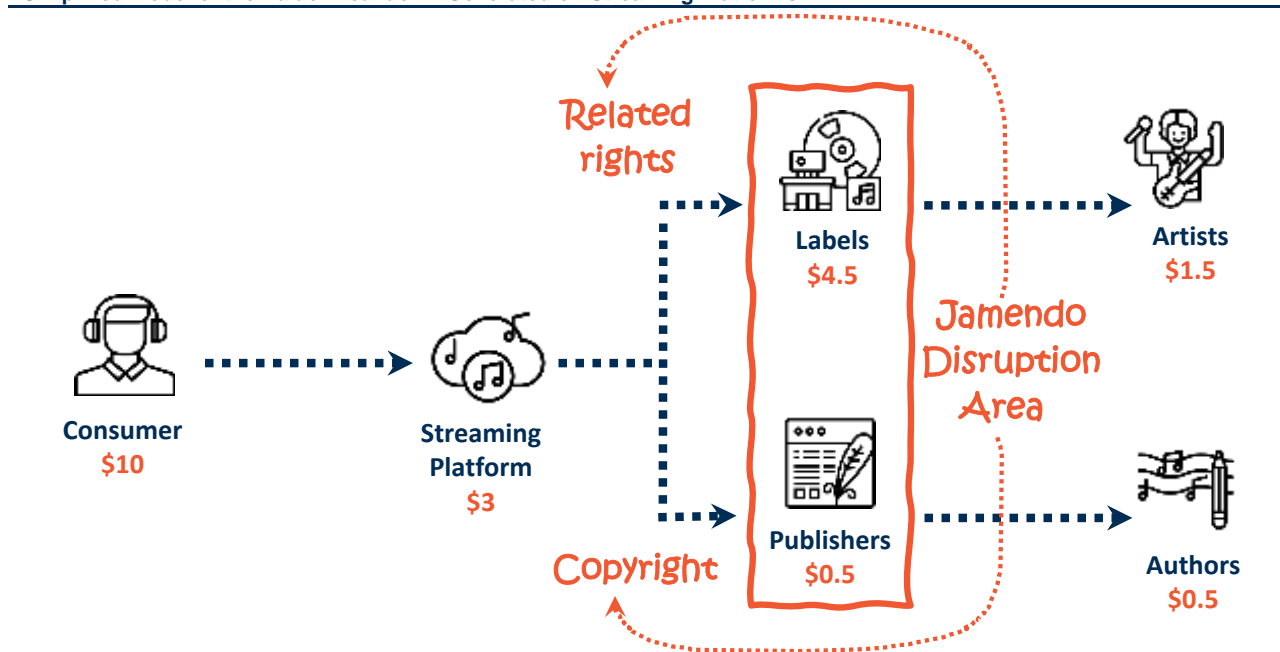 Related
rights
Labels
$4.5
Artists
$1.5
Jamendo
Disruption
Area
Consumer
$10
Streaming
Platform
$3
Publishers
$0.5
Copyright
Authors
$0.5